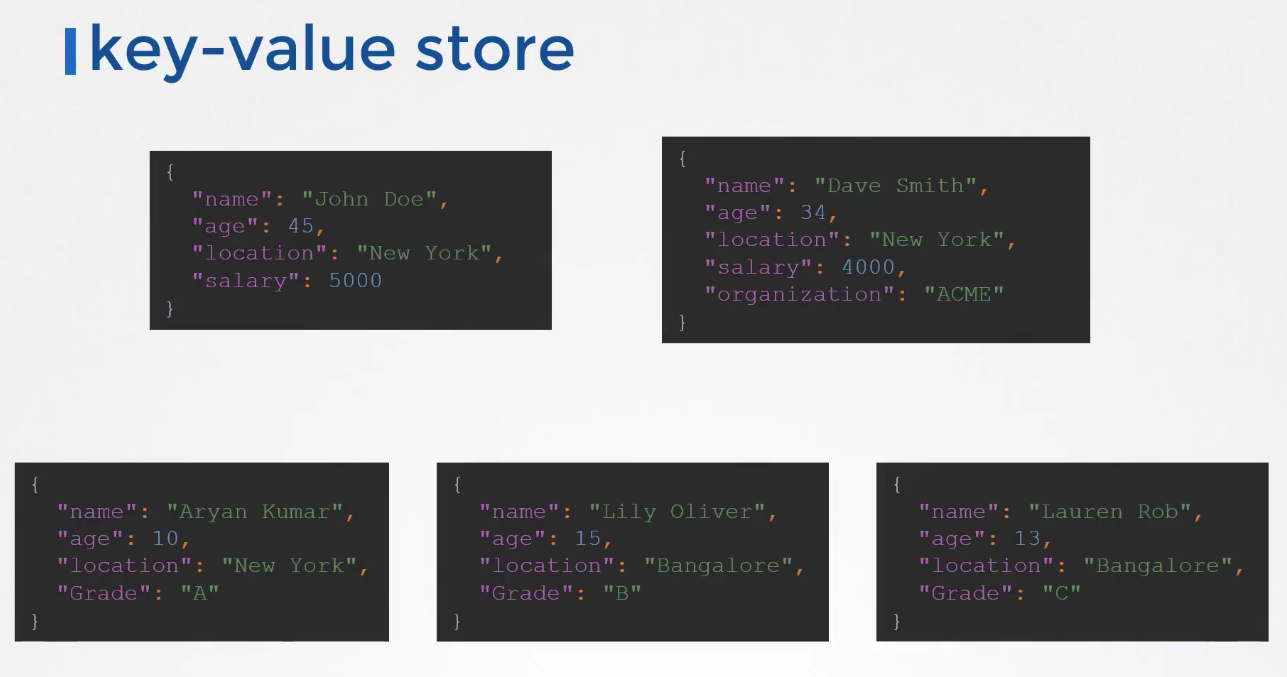 key-value store
{
"name": "John Doe",
"age": 45,
"location": "New York",
"salary": 5000
}
{
"name": "Dave Smith",
"age": 34,
"location": "New York",
"salary": 4000,
"organization": "ACME"
}
{
"name": "Aryan Kumar",
"age": 10,
"location": "New York",
"Grade": "A"
}
{
"name": "Lily Oliver",
"age": 15,
"location": "Bangalore",
"Grade": "B"
}
{
"name": "Lauren Rob",
"age": 13,
"location": "Bangalore",
"Grade": "C"
}